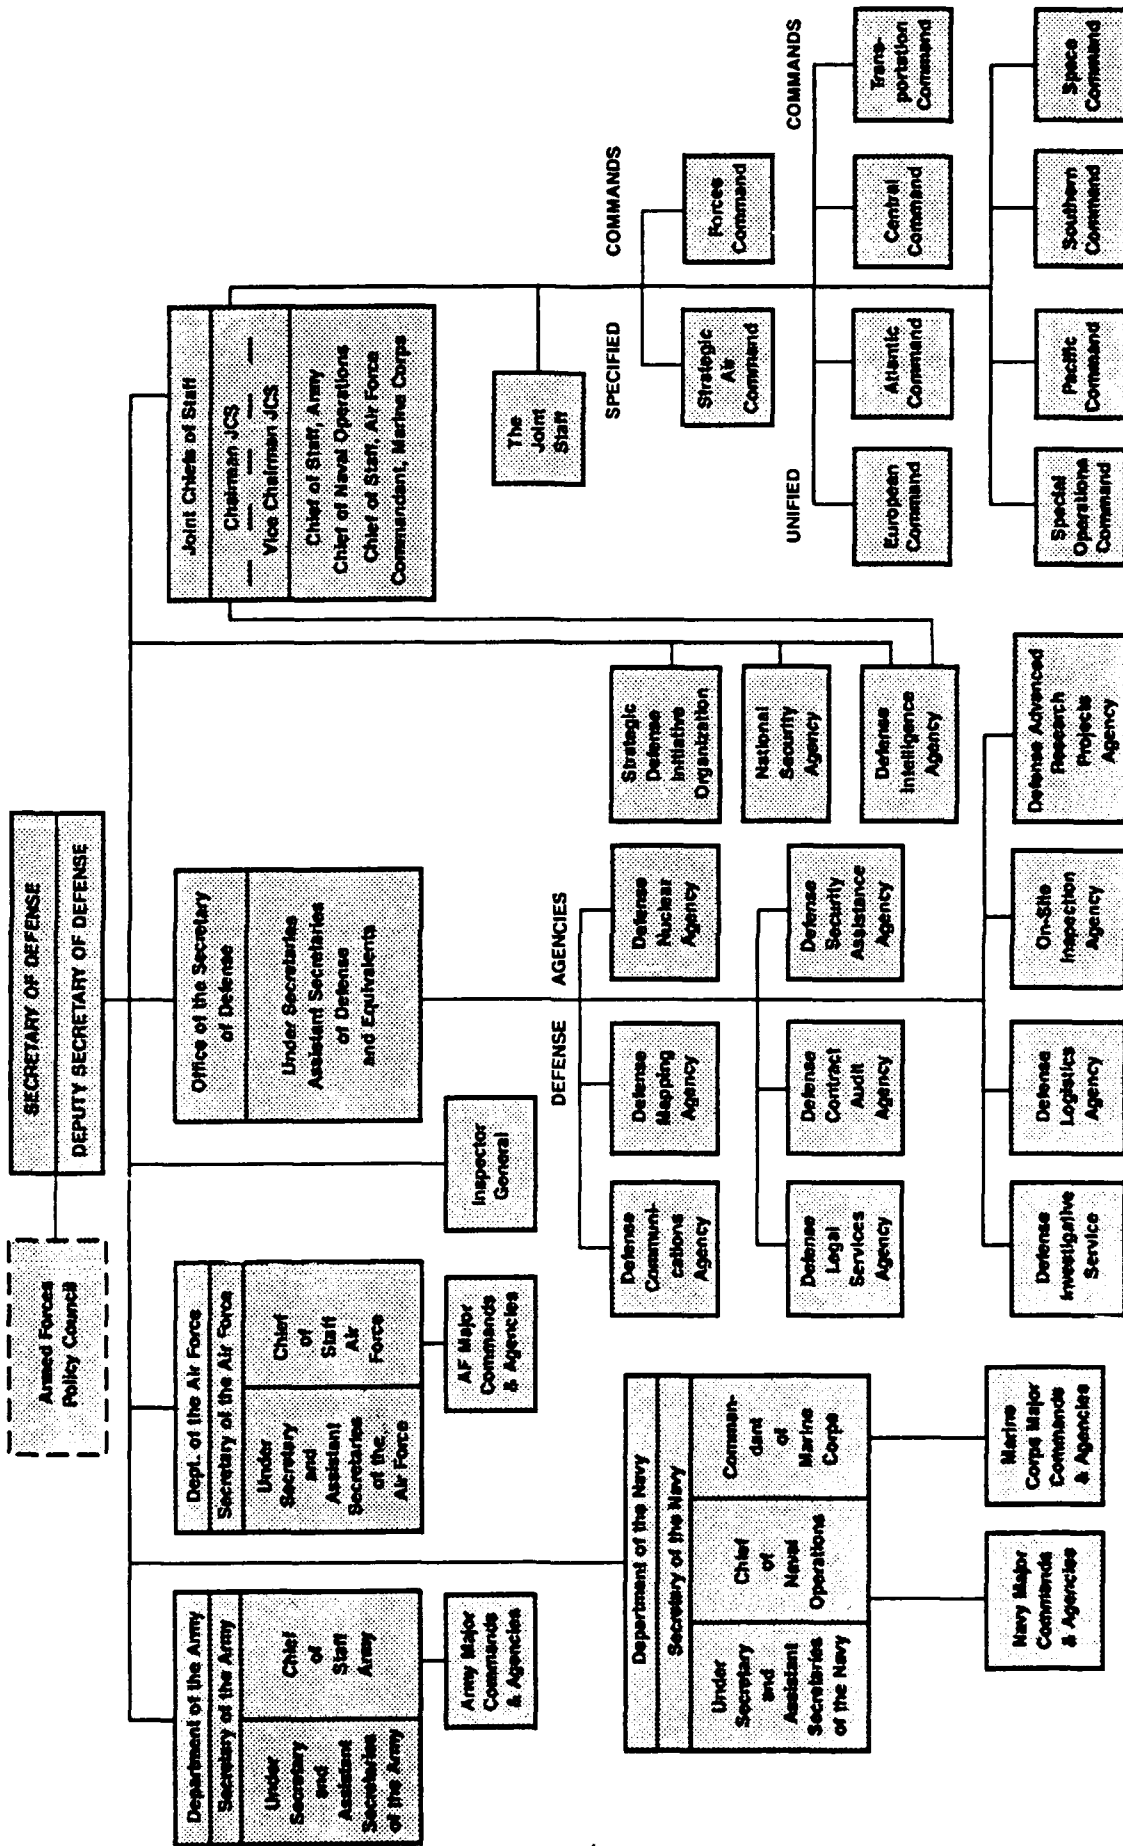 SECRETARY OF DEFENSE
DEPUTY SECRETARY OF DEFENSE
Armed Forces
Policy Council
Department of the Army
Secretary of the Army
Under
Secretary
and
Assistant
Secretaries
of the Army
Chief
of
Staff
Army
Army Major
Commands
& Agencies
Dept. of the Air Force
Secretary of the Air Force
Under
Secretary
and
Assistant
Secretaries
of the
Air Force
Chief
of
Staff
Air
Force
AF Major
Commands
& Agencies
Department of the Navy
Secretary of the Navy
Under
Secretary
and
Assistant
Secretaries
of the Navy
Chief
of
Naval
Operations
Comman-
dant
of
Marine
Corps
Navy Major
Commands
& Agencies
Marine
Corps Major
Commands
& Agencies
Inspector
General
Office of the Secretary
of Defense
Under Secretaries
Assistant Secretaries
of Defense
and Equivalents
DEFENSE AGENCIES
Defense
Communi-
cations
Agency
Defense
Mapping
Agency
Defense
Nuclear
Agency
Defense
Legal
Services
Agency
Defense
Contract
Audit
Agency
Defense
Security
Assistance
Agency
Defense
Investigative
Service
Defense
Logistics
Agency
On-Site
Inspection
Agency
Defense Advanced
Research
Projects
Agency
Strategic
Defense
Initiative
Organization
National
Security
Agency
Defense
Intelligence
Agency
Joint Chiefs of Staff
Chairman JCS
Vice Chairman JCS
Chief of Staff, Army
Chief of Naval Operations
Chief of Staff, Air Force
Commandant, Marine Corps
The
Joint
Staff
SPECIFIED COMMANDS
Strategic
Air
Command
Forces
Command
UNIFIED COMMANDS
European
Command
Atlantic
Command
Central
Command
Trans-
portation
Command
Special
Operations
Command
Pacific
Command
Southern
Command
Space
Command